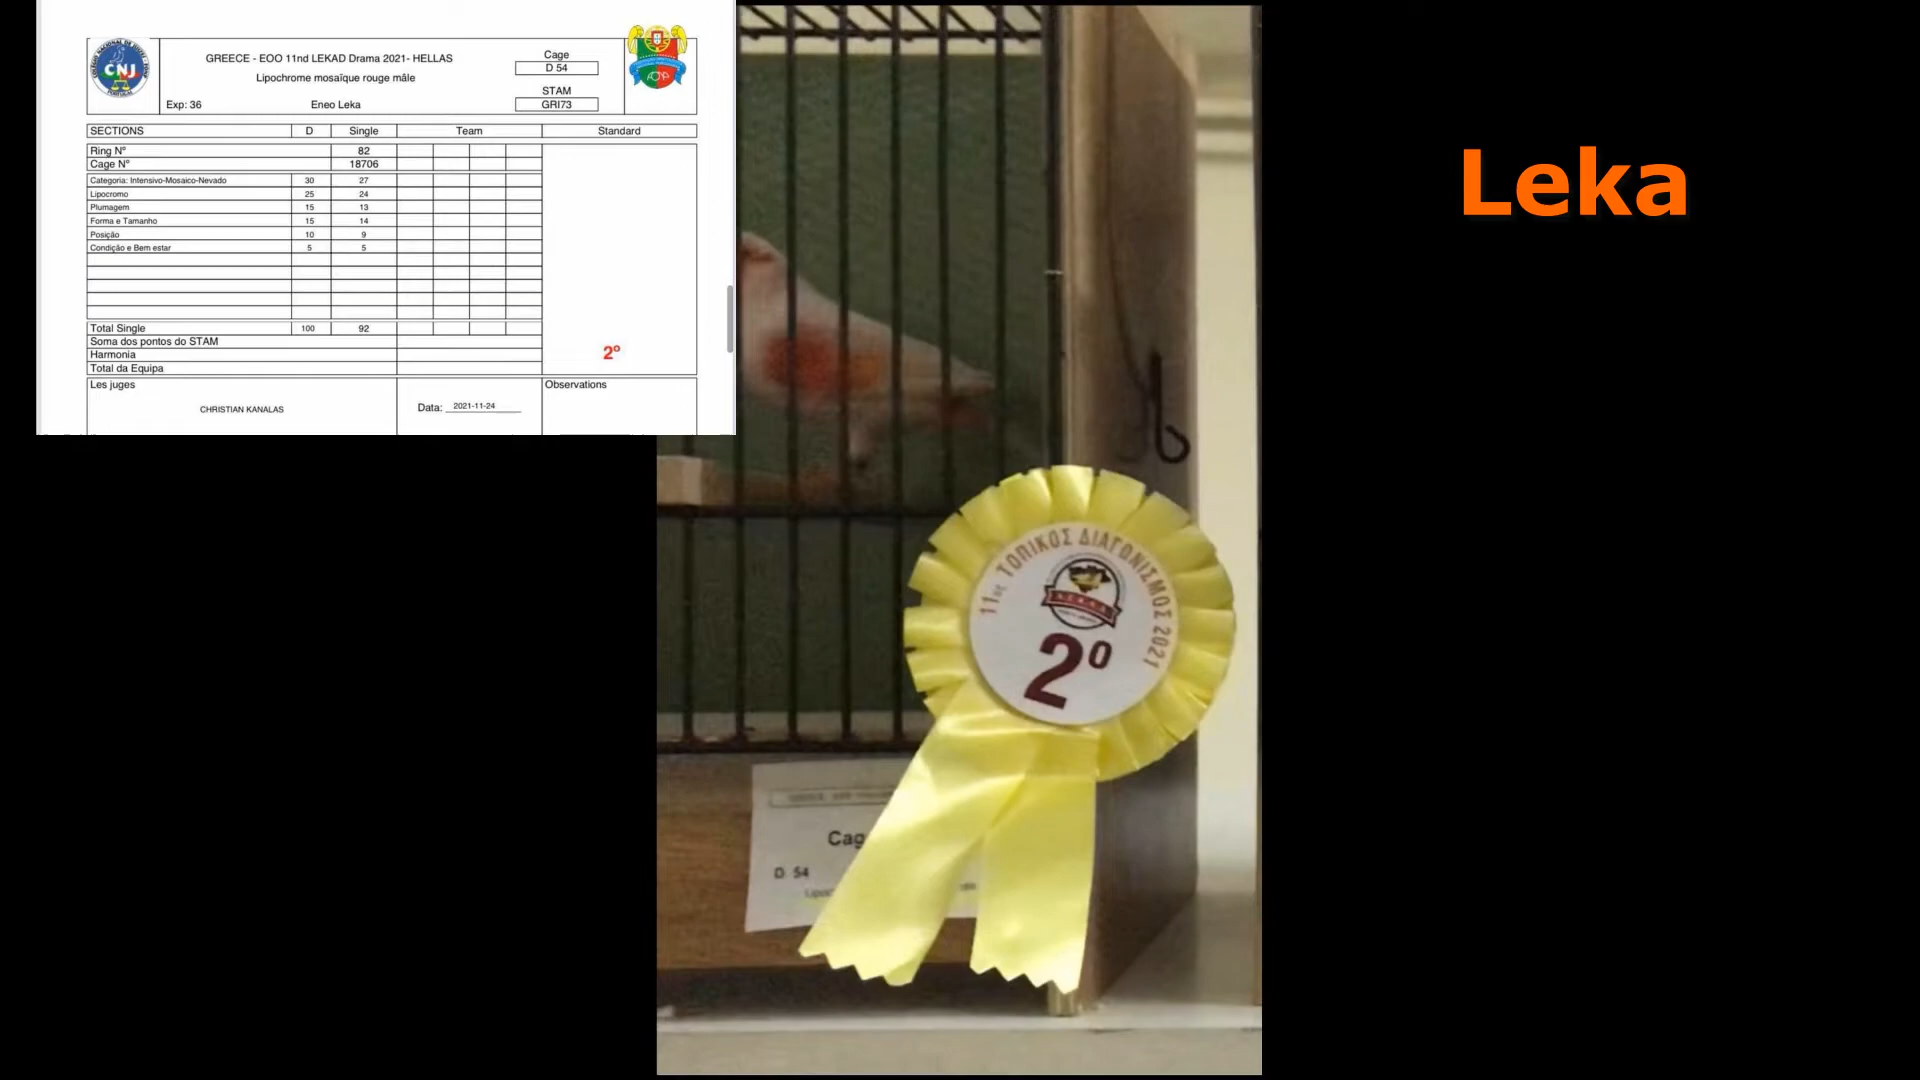 GREECE - EOO 11nd LEKAD Drama 2021- HELLAS
Lipochrome mosaïque rouge mâle
Exp: 36 Eneo Leka
Cage
D 54
STAM
GRI73
CNJ
SECTIONS D Single Team Standard
Ring Nº 82
Cage Nº 18706
Categoria: Intensivo-Mosaico-Nevado 30 27
Lipocromo 25 24
Plumagem 15 13
Forma e Tamanho 15 14
Posição 10 9
Condição e Bem estar 5 5
Total Single 100 92
Soma dos pontos do STAM
Harmonia
Total da Equipa
2º
Les juges
CHRISTIAN KANALAS
Data: 2021-11-24
Observations
Leka
11ος ΤΟΠΙΚΟΣ ΔΙΑΓΩΝΙΣΜΟΣ 2021
2º
Cag
D 54